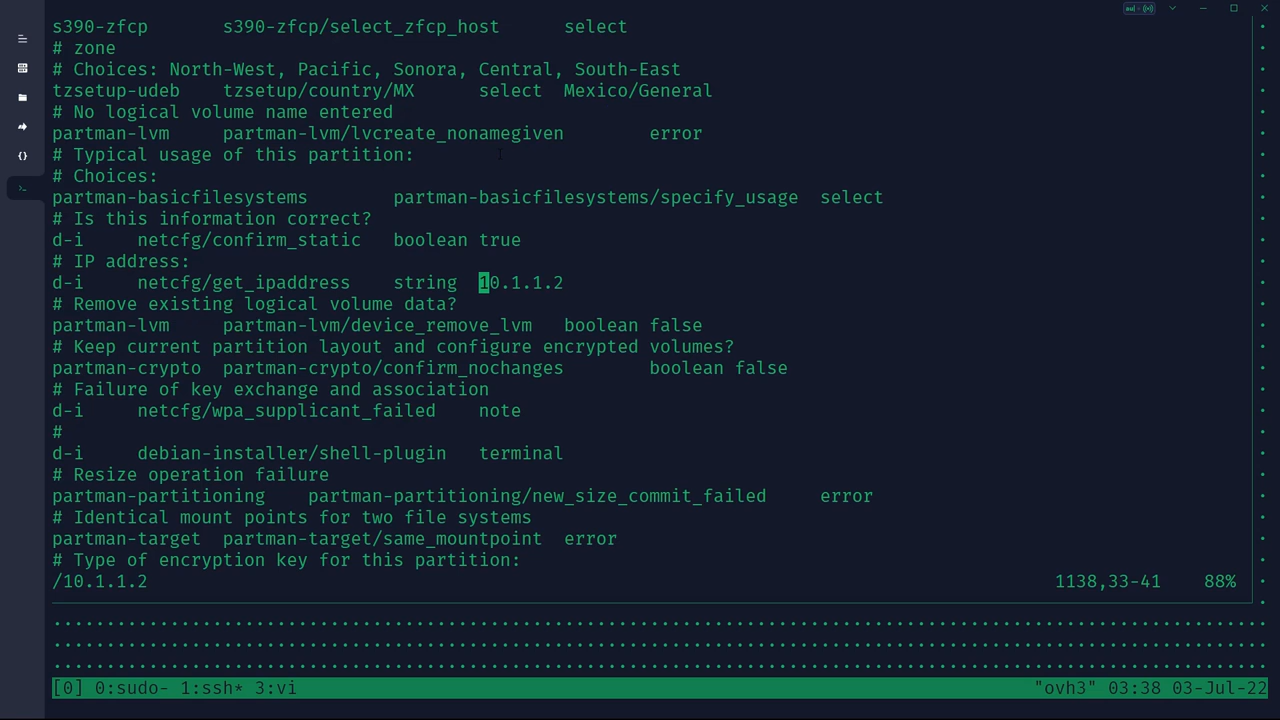 s390-zfcp       s390-zfcp/select_zfcp_host      select
# zone
# Choices: North-West, Pacific, Sonora, Central, South-East
tzsetup-udeb    tzsetup/country/MX      select  Mexico/General
# No logical volume name entered
partman-lvm     partman-lvm/lvcreate_nonamegiven        error
# Typical usage of this partition:
# Choices:
partman-basicfilesystems        partman-basicfilesystems/specify_usage  select
# Is this information correct?
d-i     netcfg/confirm_static   boolean true
# IP address:
d-i     netcfg/get_ipaddress    string  10.1.1.2
# Remove existing logical volume data?
partman-lvm     partman-lvm/device_remove_lvm   boolean false
# Keep current partition layout and configure encrypted volumes?
partman-crypto  partman-crypto/confirm_nochanges        boolean false
# Failure of key exchange and association
d-i     netcfg/wpa_supplicant_failed    note
#
d-i     debian-installer/shell-plugin   terminal
# Resize operation failure
partman-partitioning    partman-partitioning/new_size_commit_failed     error
# Identical mount points for two file systems
partman-target  partman-target/same_mountpoint  error
# Type of encryption key for this partition:
/10.1.1.2                                                                                     1138,33-41    88%
[0] 0:sudo- 1:ssh* 3:vi                                                                     "ovh3" 03:38 03-Jul-22